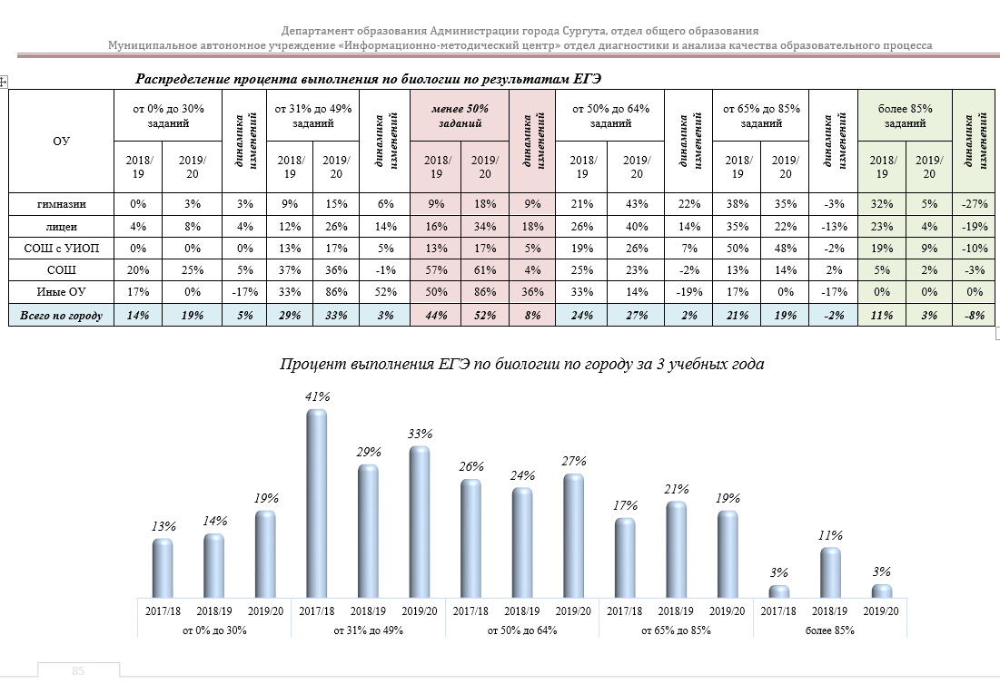 Департамент образования Администрации города Сургута, отдел общего образования
Муниципальное автономное учреждение «Информационно-методический центр» отдел диагностики и анализа качества образовательного процесса
Распределение процента выполнения по биологии по результатам ЕГЭ
ОУ от 0% до 30% заданий динамика изменений от 31% до 49% заданий динамика изменений менее 50% заданий динамика изменений от 50% до 64% заданий динамика изменений от 65% до 85% заданий динамика изменений более 85% заданий динамика изменений
2018/19 2019/20 2018/19 2019/20 2018/19 2019/20 2018/19 2019/20 2018/19 2019/20 2018/19 2019/20
гимназии 0% 3% 3% 9% 15% 6% 9% 18% 9% 21% 43% 22% 38% 35% -3% 32% 5% -27%
лицеи 4% 8% 4% 12% 26% 14% 16% 34% 18% 26% 40% 14% 35% 22% -13% 23% 4% -19%
СОШ с УИОП 0% 0% 0% 13% 17% 5% 13% 17% 5% 19% 26% 7% 50% 48% -2% 19% 9% -10%
СОШ 20% 25% 5% 37% 36% -1% 57% 61% 4% 25% 23% -2% 13% 14% 2% 5% 2% -3%
Иные ОУ 17% 0% -17% 33% 86% 52% 50% 86% 36% 33% 14% -19% 17% 0% -17% 0% 0% 0%
Всего по городу 14% 19% 5% 29% 33% 3% 44% 52% 8% 24% 27% 2% 21% 19% -2% 11% 3% -8%
Процент выполнения ЕГЭ по биологии по городу за 3 учебных года
13% 14% 19% 41% 29% 33% 26% 24% 27% 17% 21% 19% 3% 11% 3%
2017/18 2018/19 2019/20 2017/18 2018/19 2019/20 2017/18 2018/19 2019/20 2017/18 2018/19 2019/20 2017/18 2018/19 2019/20
от 0% до 30% от 31% до 49% от 50% до 64% от 65% до 85% более 85%
85